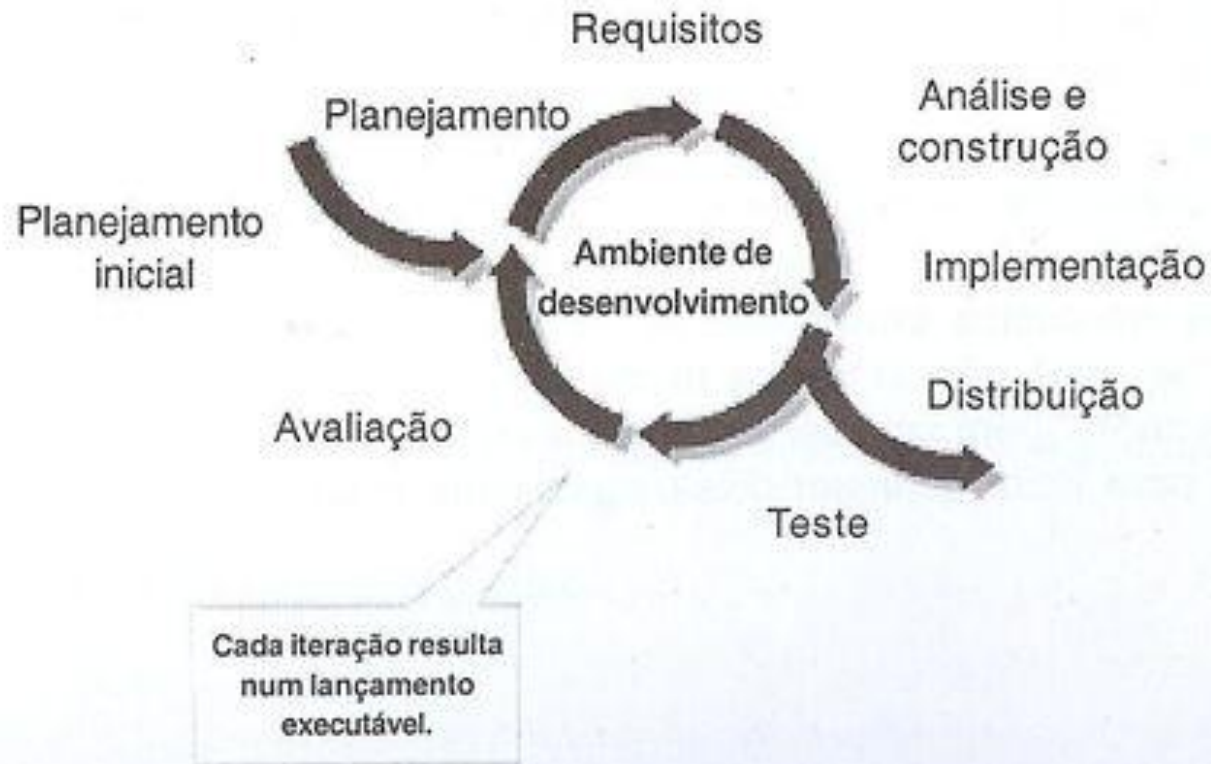 Requisitos
Planejamento
Análise e
construção
Planejamento
inicial
Ambiente de
desenvolvimento
Implementação
Distribuição
Avaliação
Teste
Cada iteração resulta
num lançamento
executável.